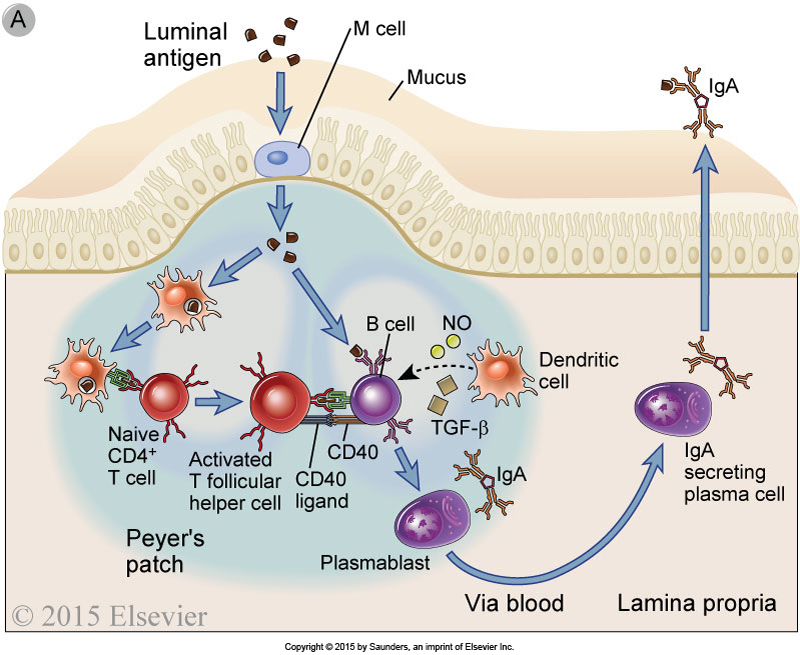 A
Luminal
antigen
M cell
Mucus
IgA
B cell
NO
Dendritic
cell
TGF-β
Naive
CD4+
T cell
Activated
T follicular
helper cell
CD40
ligand
CD40
IgA
IgA
secreting
plasma cell
Peyer's
patch
Plasmablast
Via blood
Lamina propria
© 2015 Elsevier
Copyright © 2015 by Saunders, an imprint of Elsevier Inc.